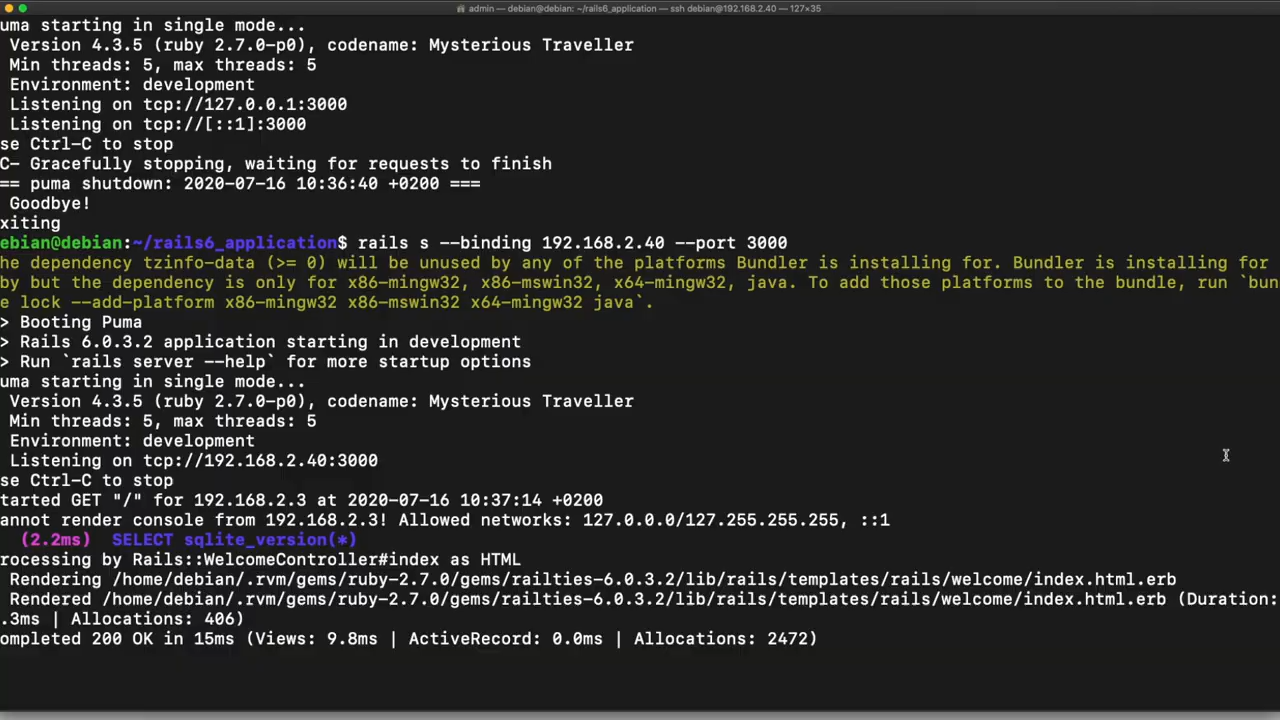 admin — debian@debian: ~/rails6_application — ssh debian@192.168.2.40 — 127×35
uma starting in single mode...
Version 4.3.5 (ruby 2.7.0-p0), codename: Mysterious Traveller
Min threads: 5, max threads: 5
Environment: development
Listening on tcp://127.0.0.1:3000
Listening on tcp://[::1]:3000
se Ctrl-C to stop
C- Gracefully stopping, waiting for requests to finish
== puma shutdown: 2020-07-16 10:36:40 +0200 ===
Goodbye!
xiting
ebian@debian:~/rails6_application$ rails s --binding 192.168.2.40 --port 3000
he dependency tzinfo-data (>= 0) will be unused by any of the platforms Bundler is installing for. Bundler is installing for
by but the dependency is only for x86-mingw32, x86-mswin32, x64-mingw32, java. To add those platforms to the bundle, run `bun
e lock --add-platform x86-mingw32 x86-mswin32 x64-mingw32 java`.
> Booting Puma
> Rails 6.0.3.2 application starting in development
> Run `rails server --help` for more startup options
uma starting in single mode...
Version 4.3.5 (ruby 2.7.0-p0), codename: Mysterious Traveller
Min threads: 5, max threads: 5
Environment: development
Listening on tcp://192.168.2.40:3000
se Ctrl-C to stop
tarted GET "/" for 192.168.2.3 at 2020-07-16 10:37:14 +0200
annot render console from 192.168.2.3! Allowed networks: 127.0.0.0/127.255.255.255, ::1
(2.2ms) SELECT sqlite_version(*)
rocessing by Rails::WelcomeController#index as HTML
Rendering /home/debian/.rvm/gems/ruby-2.7.0/gems/railties-6.0.3.2/lib/rails/templates/rails/welcome/index.html.erb
Rendered /home/debian/.rvm/gems/ruby-2.7.0/gems/railties-6.0.3.2/lib/rails/templates/rails/welcome/index.html.erb (Duration:
.3ms | Allocations: 406)
ompleted 200 OK in 15ms (Views: 9.8ms | ActiveRecord: 0.0ms | Allocations: 2472)